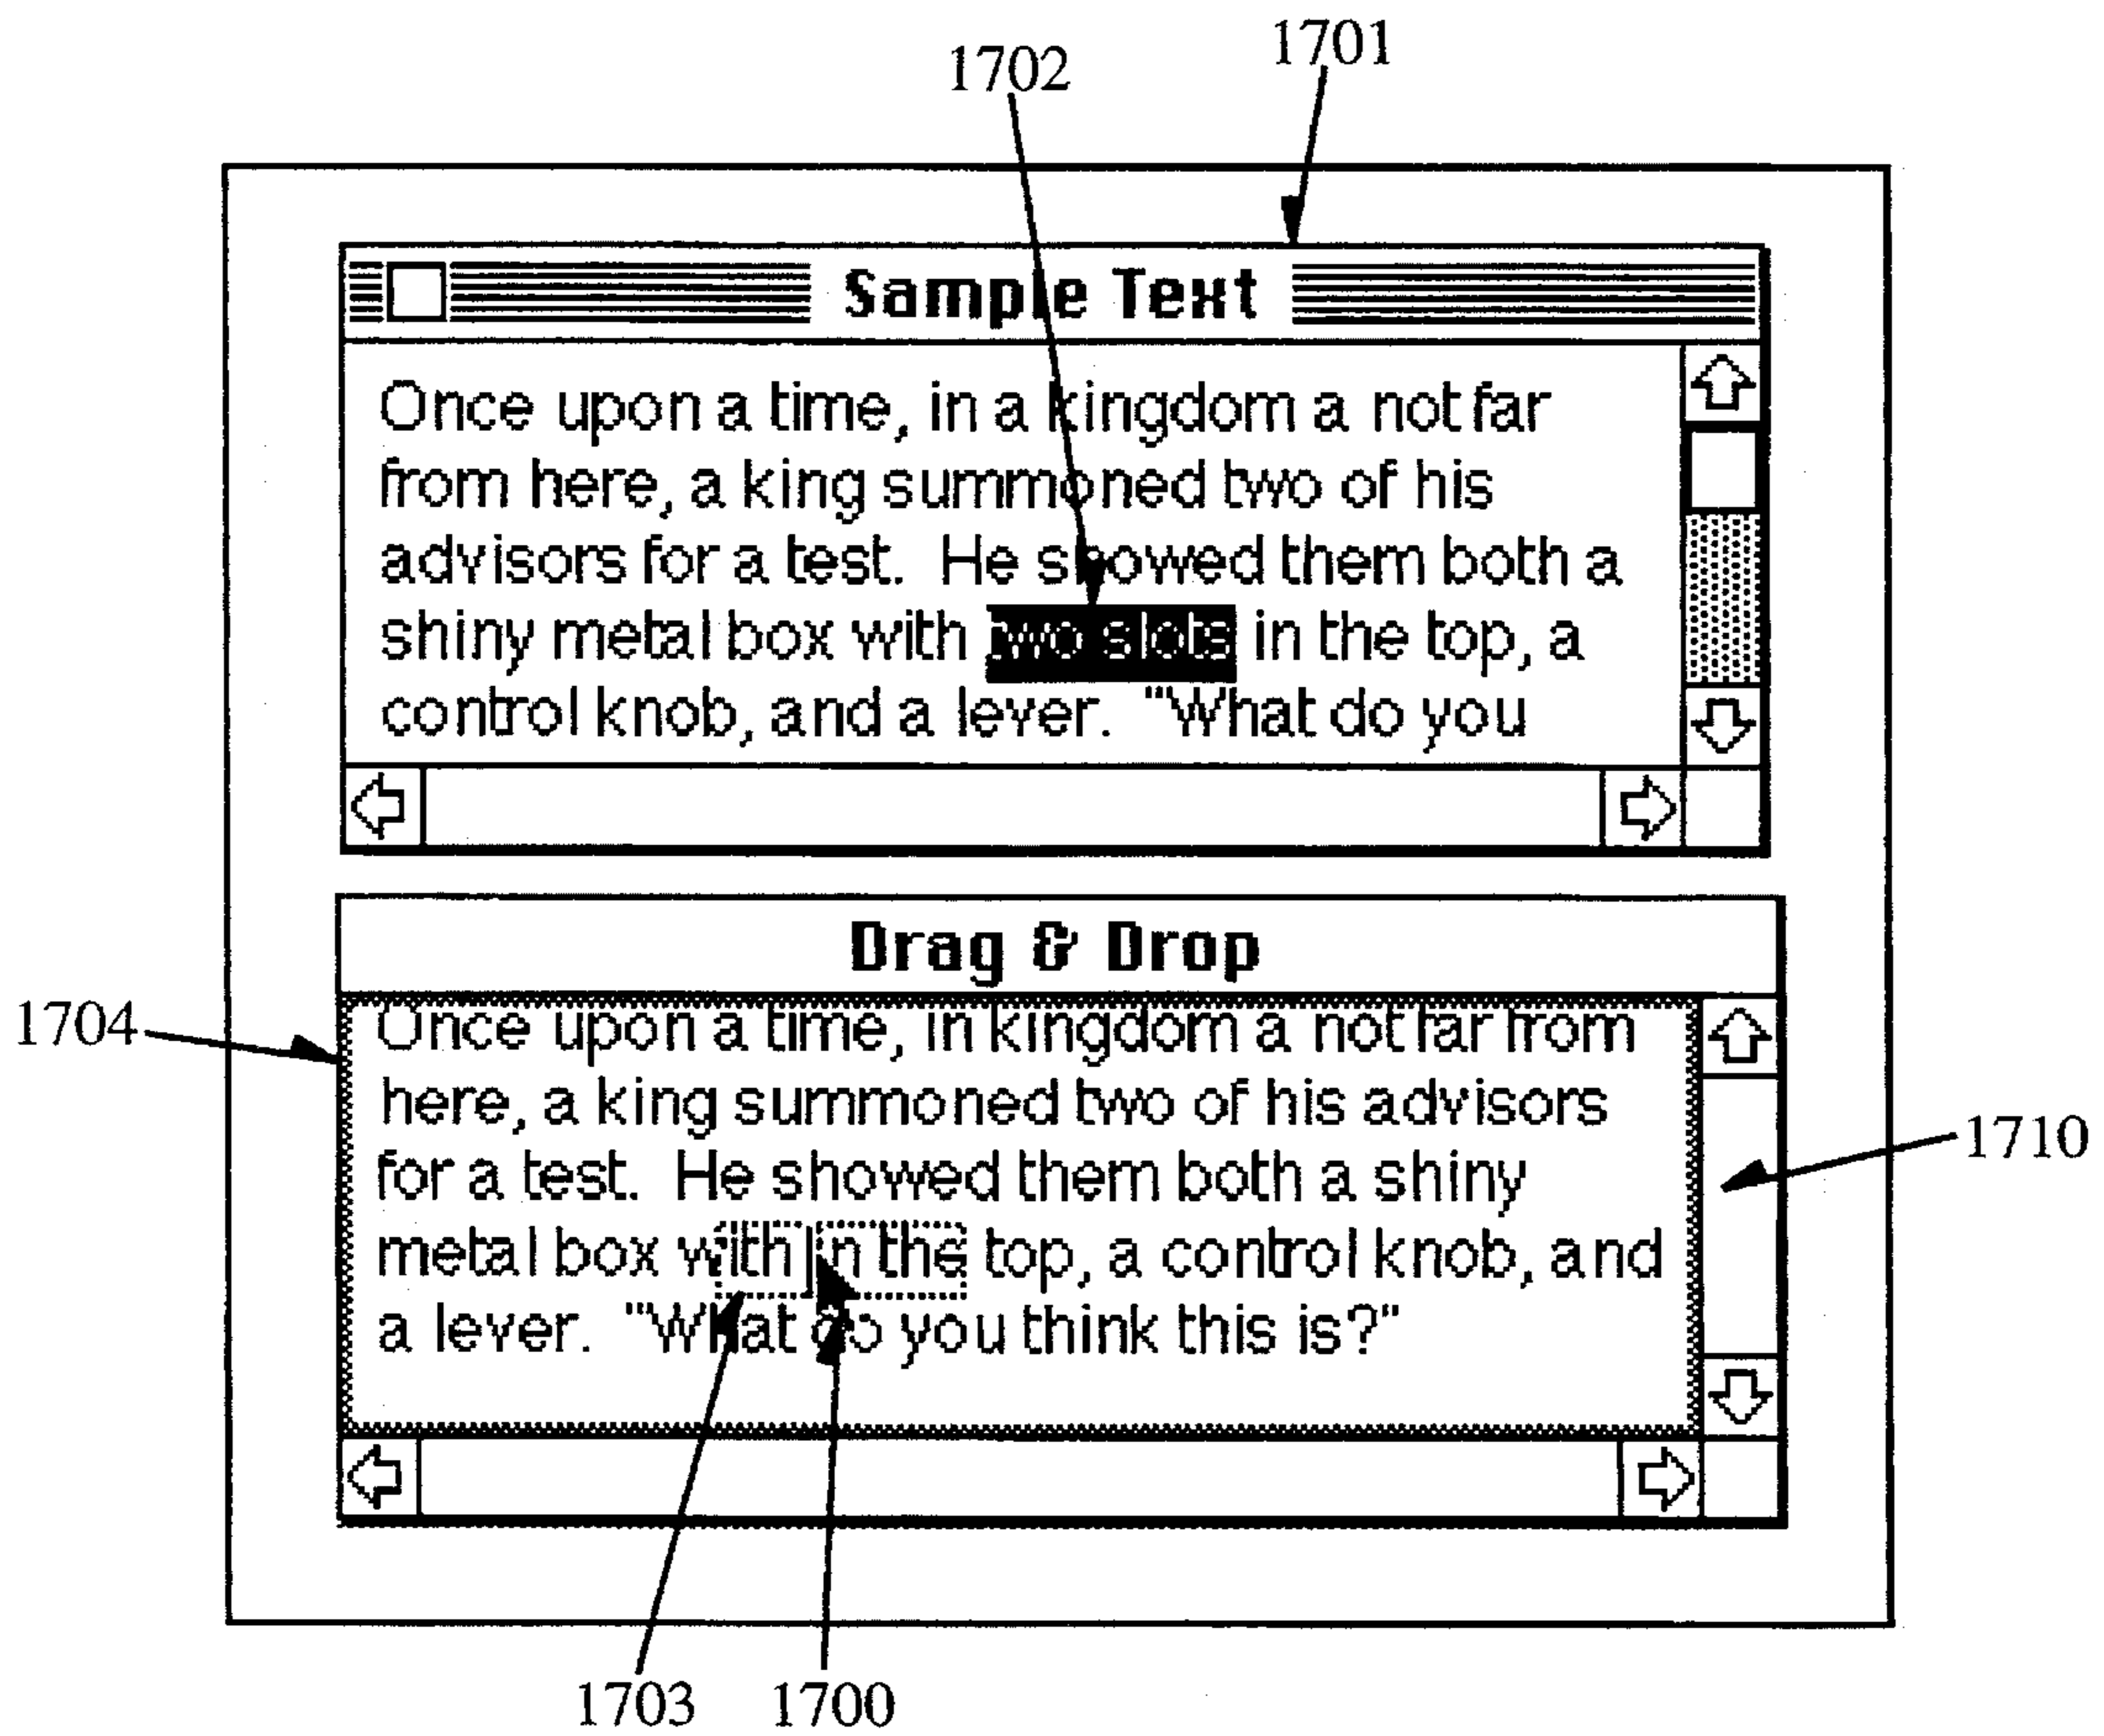 1702
1701
Sample Text
Once upon a time, in a kingdom a not far
from here, a king summoned two of his
advisors for a test.  He showed them both a
shiny metal box with two slots in the top, a
control knob, and a lever.  "What do you
Drag & Drop
1704
Once upon a time, in kingdom a not far from
here, a king summoned two of his advisors
1710
for a test.  He showed them both a shiny
metal box with in the top, a control knob, and
a lever.  "What do you think this is?"
1703
1700